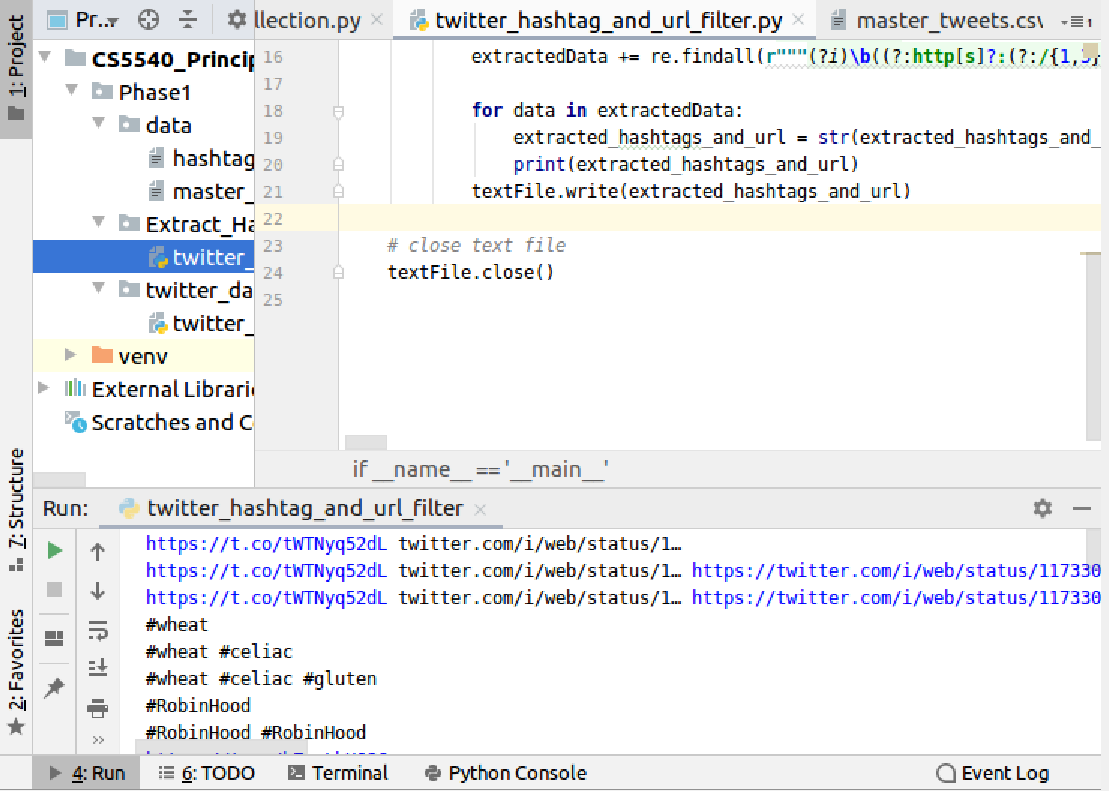 1: Project
Pr..
llection.py
twitter_hashtag_and_url_filter.py
master_tweets.csv
1
CS5540_Princip
Phase1
data
hashtag
master_
Extract_Ha
twitter_
twitter_da
twitter_
venv
External Librarie
Scratches and Co
16 extractedData += re.findall(r"""(?i)\b((?:http[s]?:(?:/{1,3}
17
18 for data in extractedData:
19 extracted_hashtags_and_url = str(extracted_hashtags_and_
20 print(extracted_hashtags_and_url)
21 textFile.write(extracted_hashtags_and_url)
22
23 # close text file
24 textFile.close()
25
if __name__ == '__main__'
7: Structure
2: Favorites
Run: twitter_hashtag_and_url_filter
https://t.co/tWTNyq52dL twitter.com/i/web/status/1…
https://t.co/tWTNyq52dL twitter.com/i/web/status/1… https://twitter.com/i/web/status/117330
https://t.co/tWTNyq52dL twitter.com/i/web/status/1… https://twitter.com/i/web/status/117330
#wheat
#wheat #celiac
#wheat #celiac #gluten
#RobinHood
#RobinHood #RobinHood
4: Run
6: TODO
Terminal
Python Console
Event Log